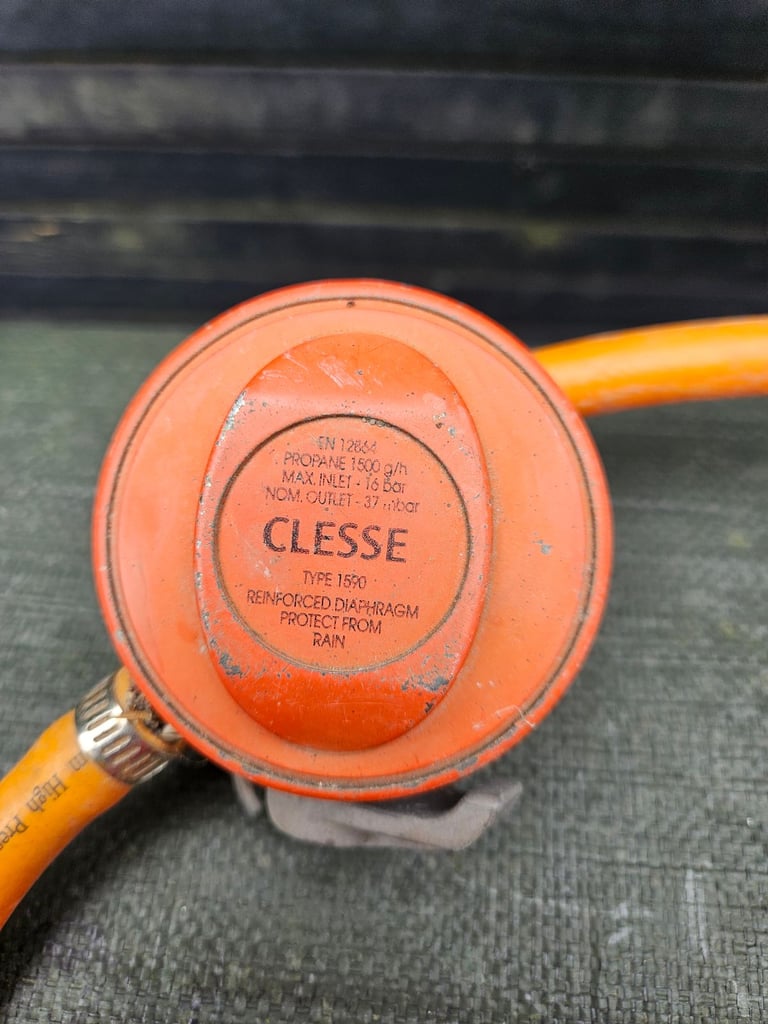 EN 12864
PROPANE 1500 g/h
MAX. INLET - 16 bar
NOM. OUTLET - 37 mbar
CLESSE
TYPE 1590
REINFORCED DIAPHRAGM
PROTECT FROM
RAIN
High Pres